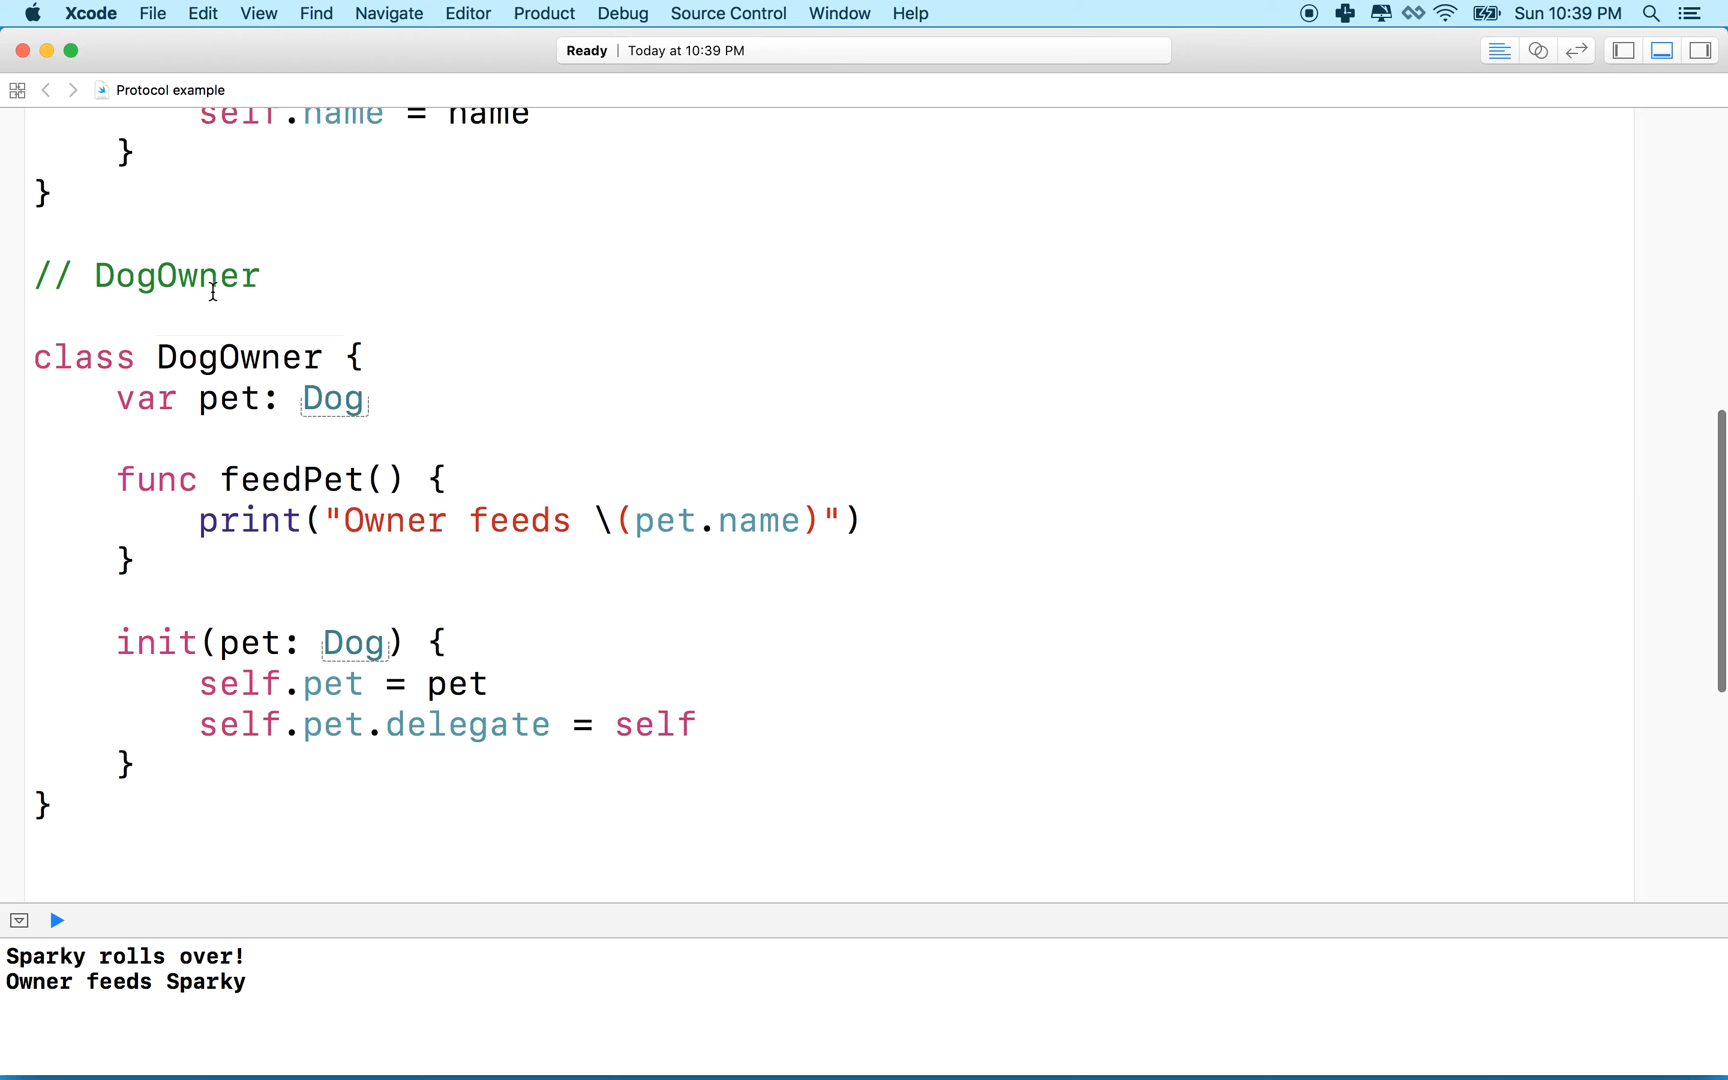 Xcode File Edit View Find Navigate Editor Product Debug Source Control Window Help Sun 10:39 PM
Ready | Today at 10:39 PM
Protocol example
self.name = name
}
}
// DogOwner
class DogOwner {
var pet: Dog
func feedPet() {
print("Owner feeds \(pet.name)")
}
init(pet: Dog) {
self.pet = pet
self.pet.delegate = self
}
}
Sparky rolls over!
Owner feeds Sparky